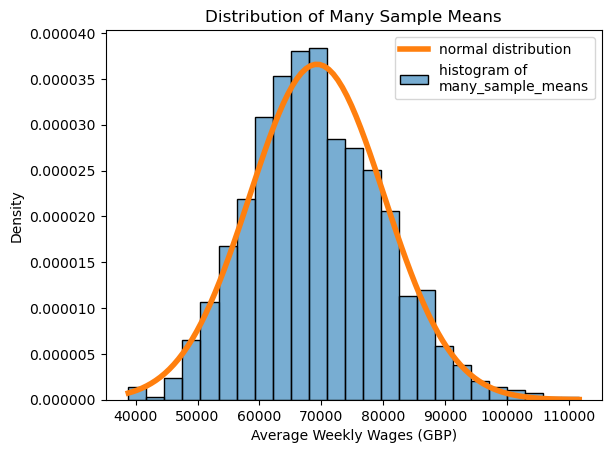 Distribution of Many Sample Means
normal distribution
histogram of
many_sample_means
0.000040
0.000035
0.000030
0.000025
0.000020
0.000015
0.000010
0.000005
0.000000
Density
40000 50000 60000 70000 80000 90000 100000 110000
Average Weekly Wages (GBP)